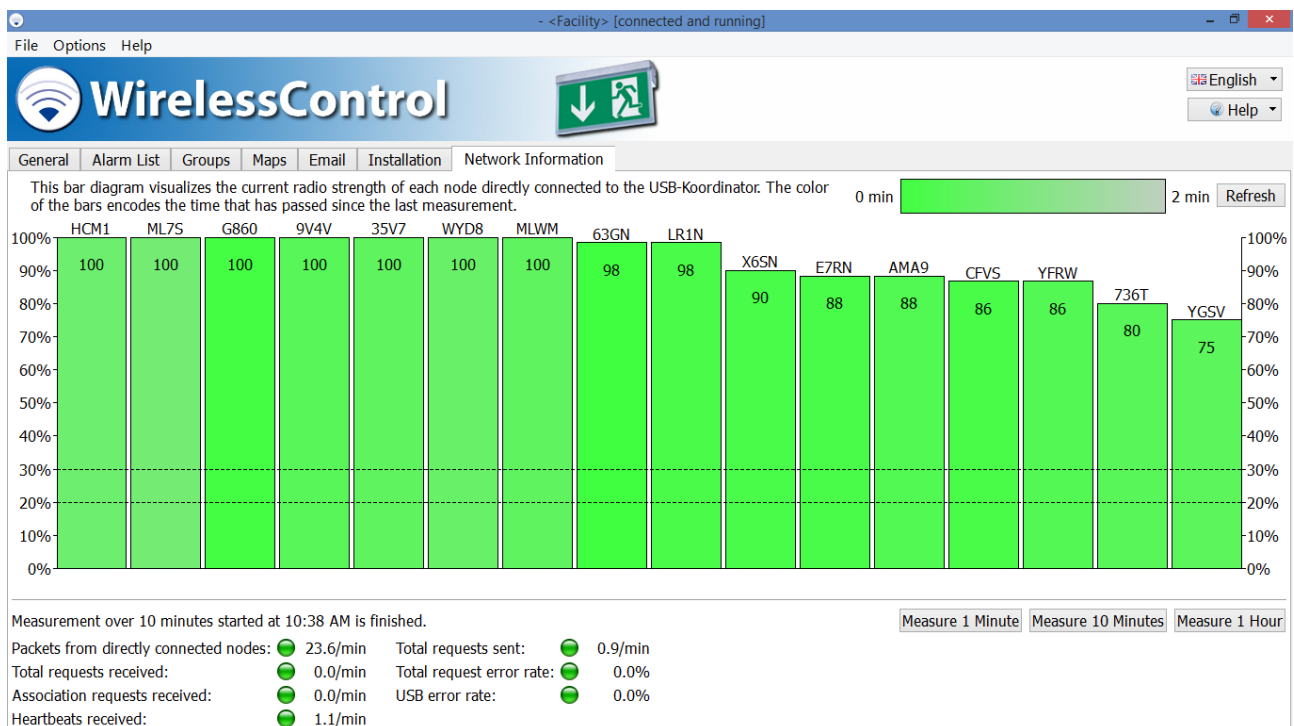 - <Facility> [connected and running]
File Options Help
WirelessControl
English
Help
General Alarm List Groups Maps Email Installation Network Information
This bar diagram visualizes the current radio strength of each node directly connected to the USB-Koordinator. The color
of the bars encodes the time that has passed since the last measurement.
0 min 2 min Refresh
HCM1 ML7S G860 9V4V 35V7 WYD8 MLWM 63GN LR1N X6SN E7RN AMA9 CFVS YFRW 736T YGSV
100 100 100 100 100 100 100 98 98 90 88 88 86 86 80 75
100% 100%
90% 90%
80% 80%
70% 70%
60% 60%
50% 50%
40% 40%
30% 30%
20% 20%
10% 10%
0% 0%
Measurement over 10 minutes started at 10:38 AM is finished.
Measure 1 Minute Measure 10 Minutes Measure 1 Hour
Packets from directly connected nodes: 23.6/min Total requests sent: 0.9/min
Total requests received: 0.0/min Total request error rate: 0.0%
Association requests received: 0.0/min USB error rate: 0.0%
Heartbeats received: 1.1/min